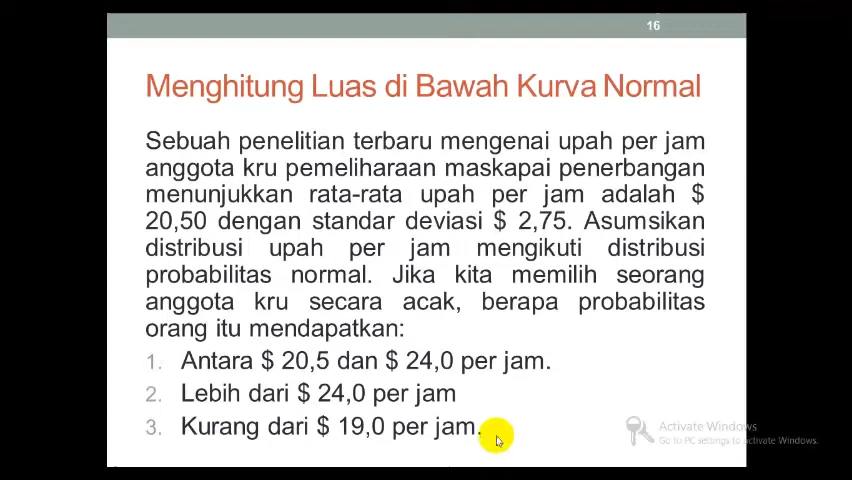 16
Menghitung Luas di Bawah Kurva Normal
Sebuah penelitian terbaru mengenai upah per jam
anggota kru pemeliharaan maskapai penerbangan
menunjukkan rata-rata upah per jam adalah $
20,50 dengan standar deviasi $ 2,75. Asumsikan
distribusi upah per jam mengikuti distribusi
probabilitas normal. Jika kita memilih seorang
anggota kru secara acak, berapa probabilitas
orang itu mendapatkan:
1. Antara $ 20,5 dan $ 24,0 per jam.
2. Lebih dari $ 24,0 per jam
3. Kurang dari $ 19,0 per jam.
Activate Windows
Go to PC settings to activate Windows.